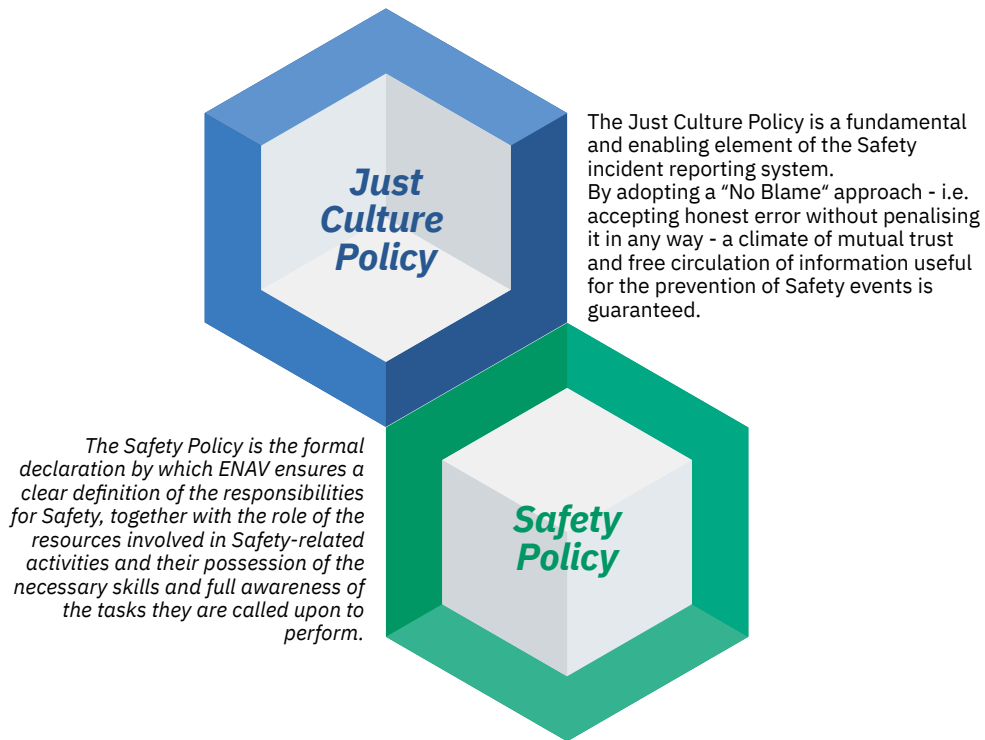 Just
Culture
Policy
The Just Culture Policy is a fundamental
and enabling element of the Safety
incident reporting system.
By adopting a “No Blame“ approach - i.e.
accepting honest error without penalising
it in any way - a climate of mutual trust
and free circulation of information useful
for the prevention of Safety events is
guaranteed.
The Safety Policy is the formal
declaration by which ENAV ensures a
clear definition of the responsibilities
for Safety, together with the role of the
resources involved in Safety-related
activities and their possession of the
necessary skills and full awareness of
the tasks they are called upon to
perform.
Safety
Policy